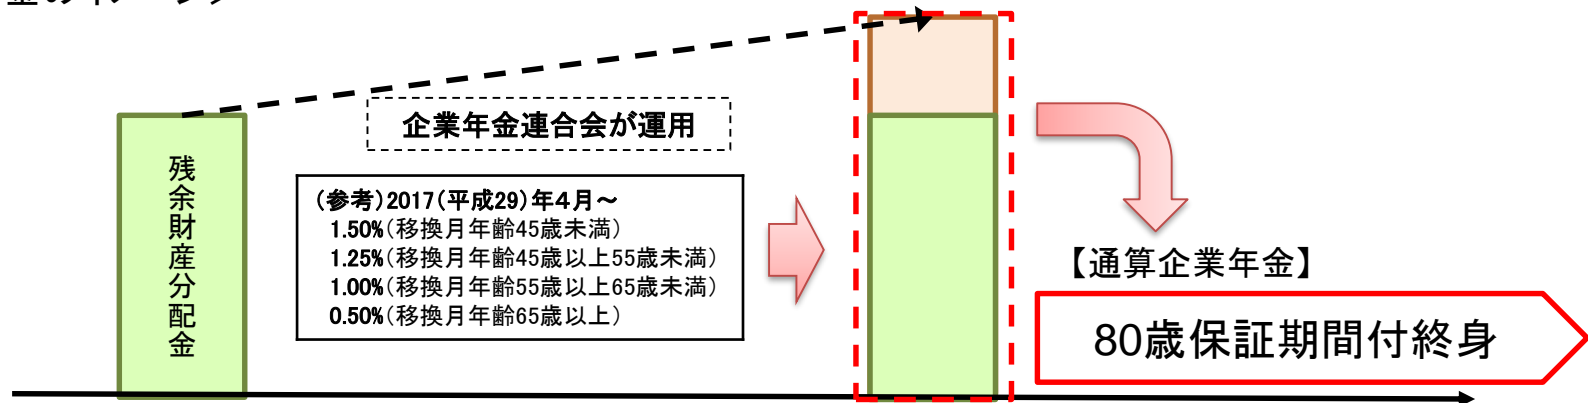 企業年金連合会が運用
残余財産分配金
(参考)2017(平成29)年4月～
1.50%(移換月年齢45歳未満)
1.25%(移換月年齢45歳以上55歳未満)
1.00%(移換月年齢55歳以上65歳未満)
0.50%(移換月年齢65歳以上)
【通算企業年金】
80歳保証期間付終身